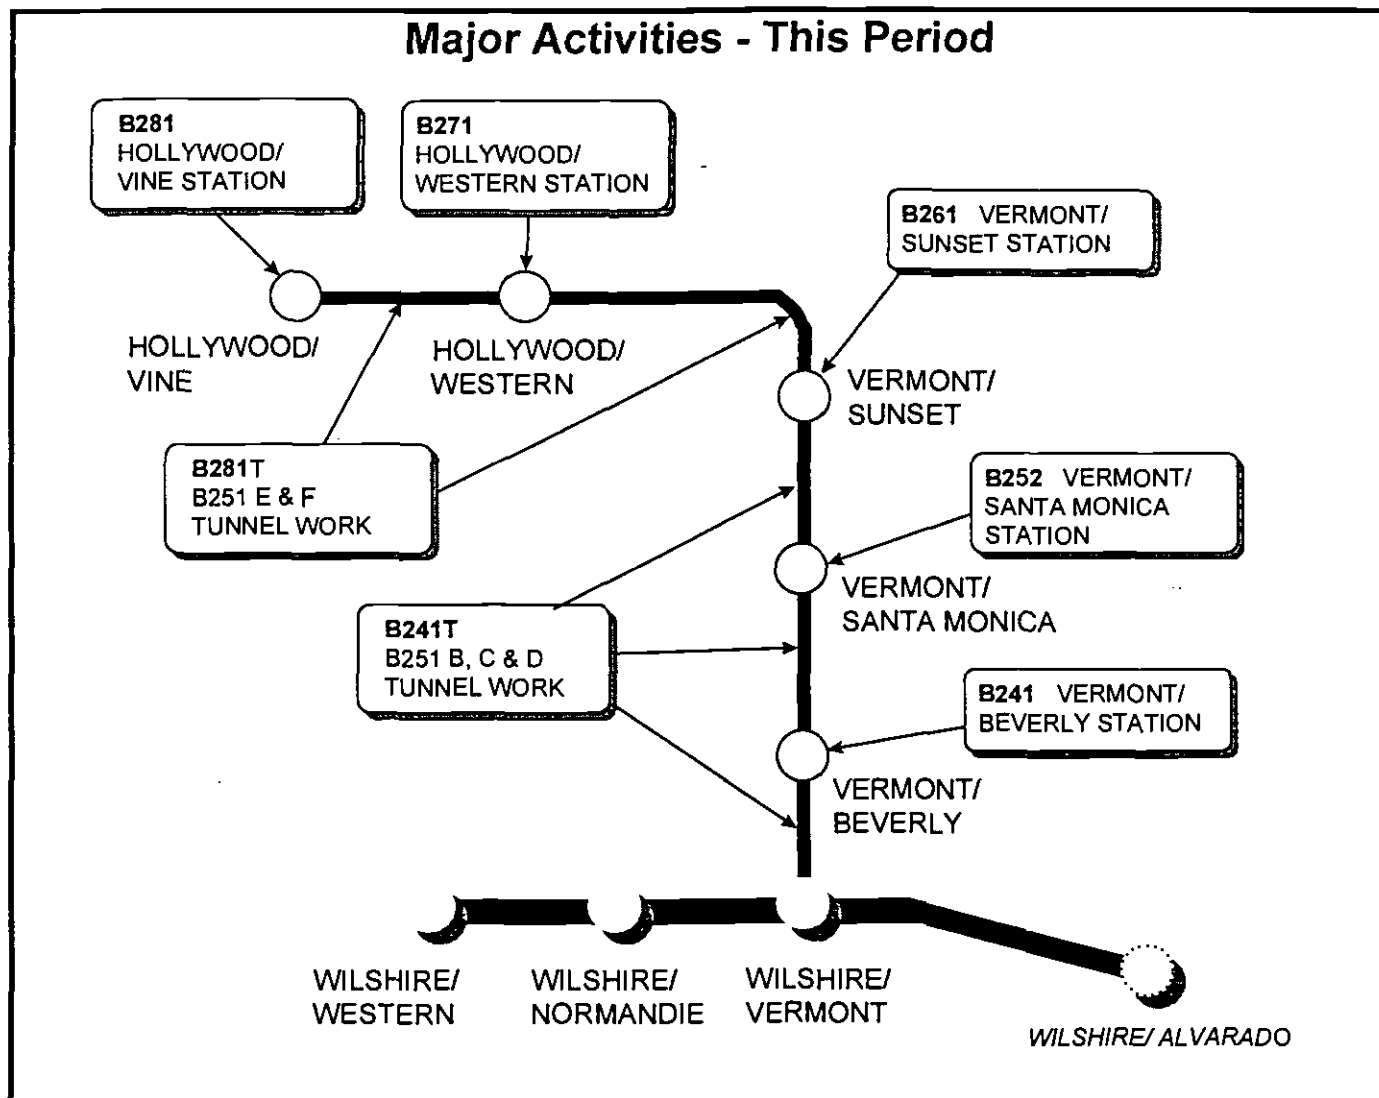 Major Activities - This Period
B281
HOLLYWOOD/
VINE STATION
B271
HOLLYWOOD/
WESTERN STATION
B261 VERMONT/
SUNSET STATION
HOLLYWOOD/
VINE
HOLLYWOOD/
WESTERN
VERMONT/
SUNSET
B281T
B251 E & F
TUNNEL WORK
B252 VERMONT/
SANTA MONICA
STATION
VERMONT/
SANTA MONICA
B241T
B251 B, C & D
TUNNEL WORK
B241 VERMONT/
BEVERLY STATION
VERMONT/
BEVERLY
WILSHIRE/
WESTERN
WILSHIRE/
NORMANDIE
WILSHIRE/
VERMONT
WILSHIRE/ ALVARADO